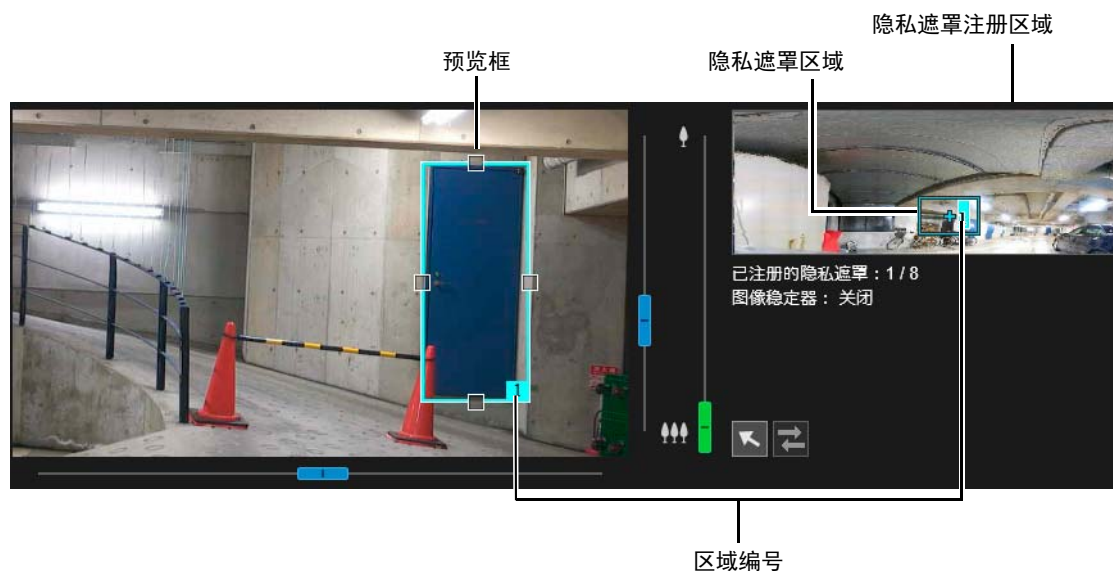 隐私遮罩注册区域
预览框
隐私遮罩区域
已注册的隐私遮罩：1 / 8
图像稳定器： 关闭
1
1
区域编号